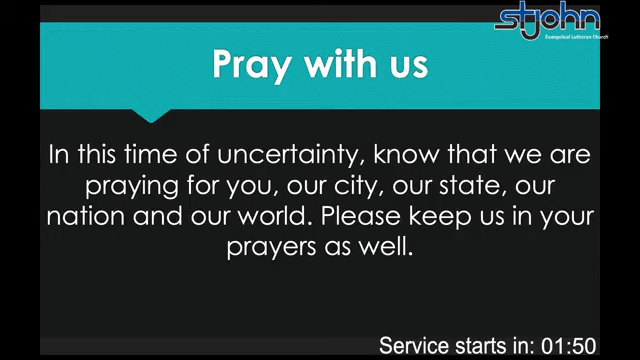 stjohn
Evangelical Lutheran Church
Pray with us
In this time of uncertainty, know that we are
praying for you, our city, our state, our
nation and our world. Please keep us in your
prayers as well.
Service starts in: 01:50